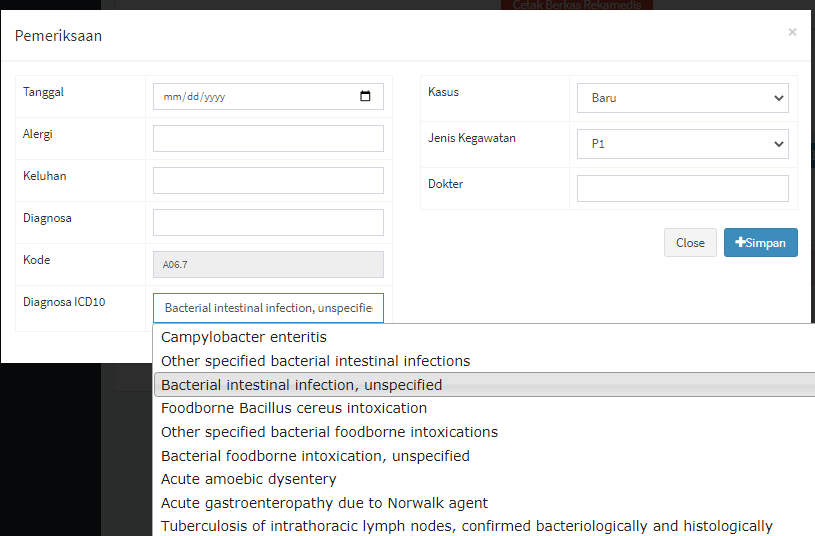 Cetak Berkas Rekamedis
Pemeriksaan
×
Tanggal
mm/dd/yyyy
Alergi
Keluhan
Diagnosa
Kode
A06.7
Diagnosa ICD10
Bacterial intestinal infection, unspecified
Kasus
Baru
Jenis Kegawatan
P1
Dokter
Close
+Simpan
Campylobacter enteritis
Other specified bacterial intestinal infections
Bacterial intestinal infection, unspecified
Foodborne Bacillus cereus intoxication
Other specified bacterial foodborne intoxications
Bacterial foodborne intoxication, unspecified
Acute amoebic dysentery
Acute gastroenteropathy due to Norwalk agent
Tuberculosis of intrathoracic lymph nodes, confirmed bacteriologically and histologically